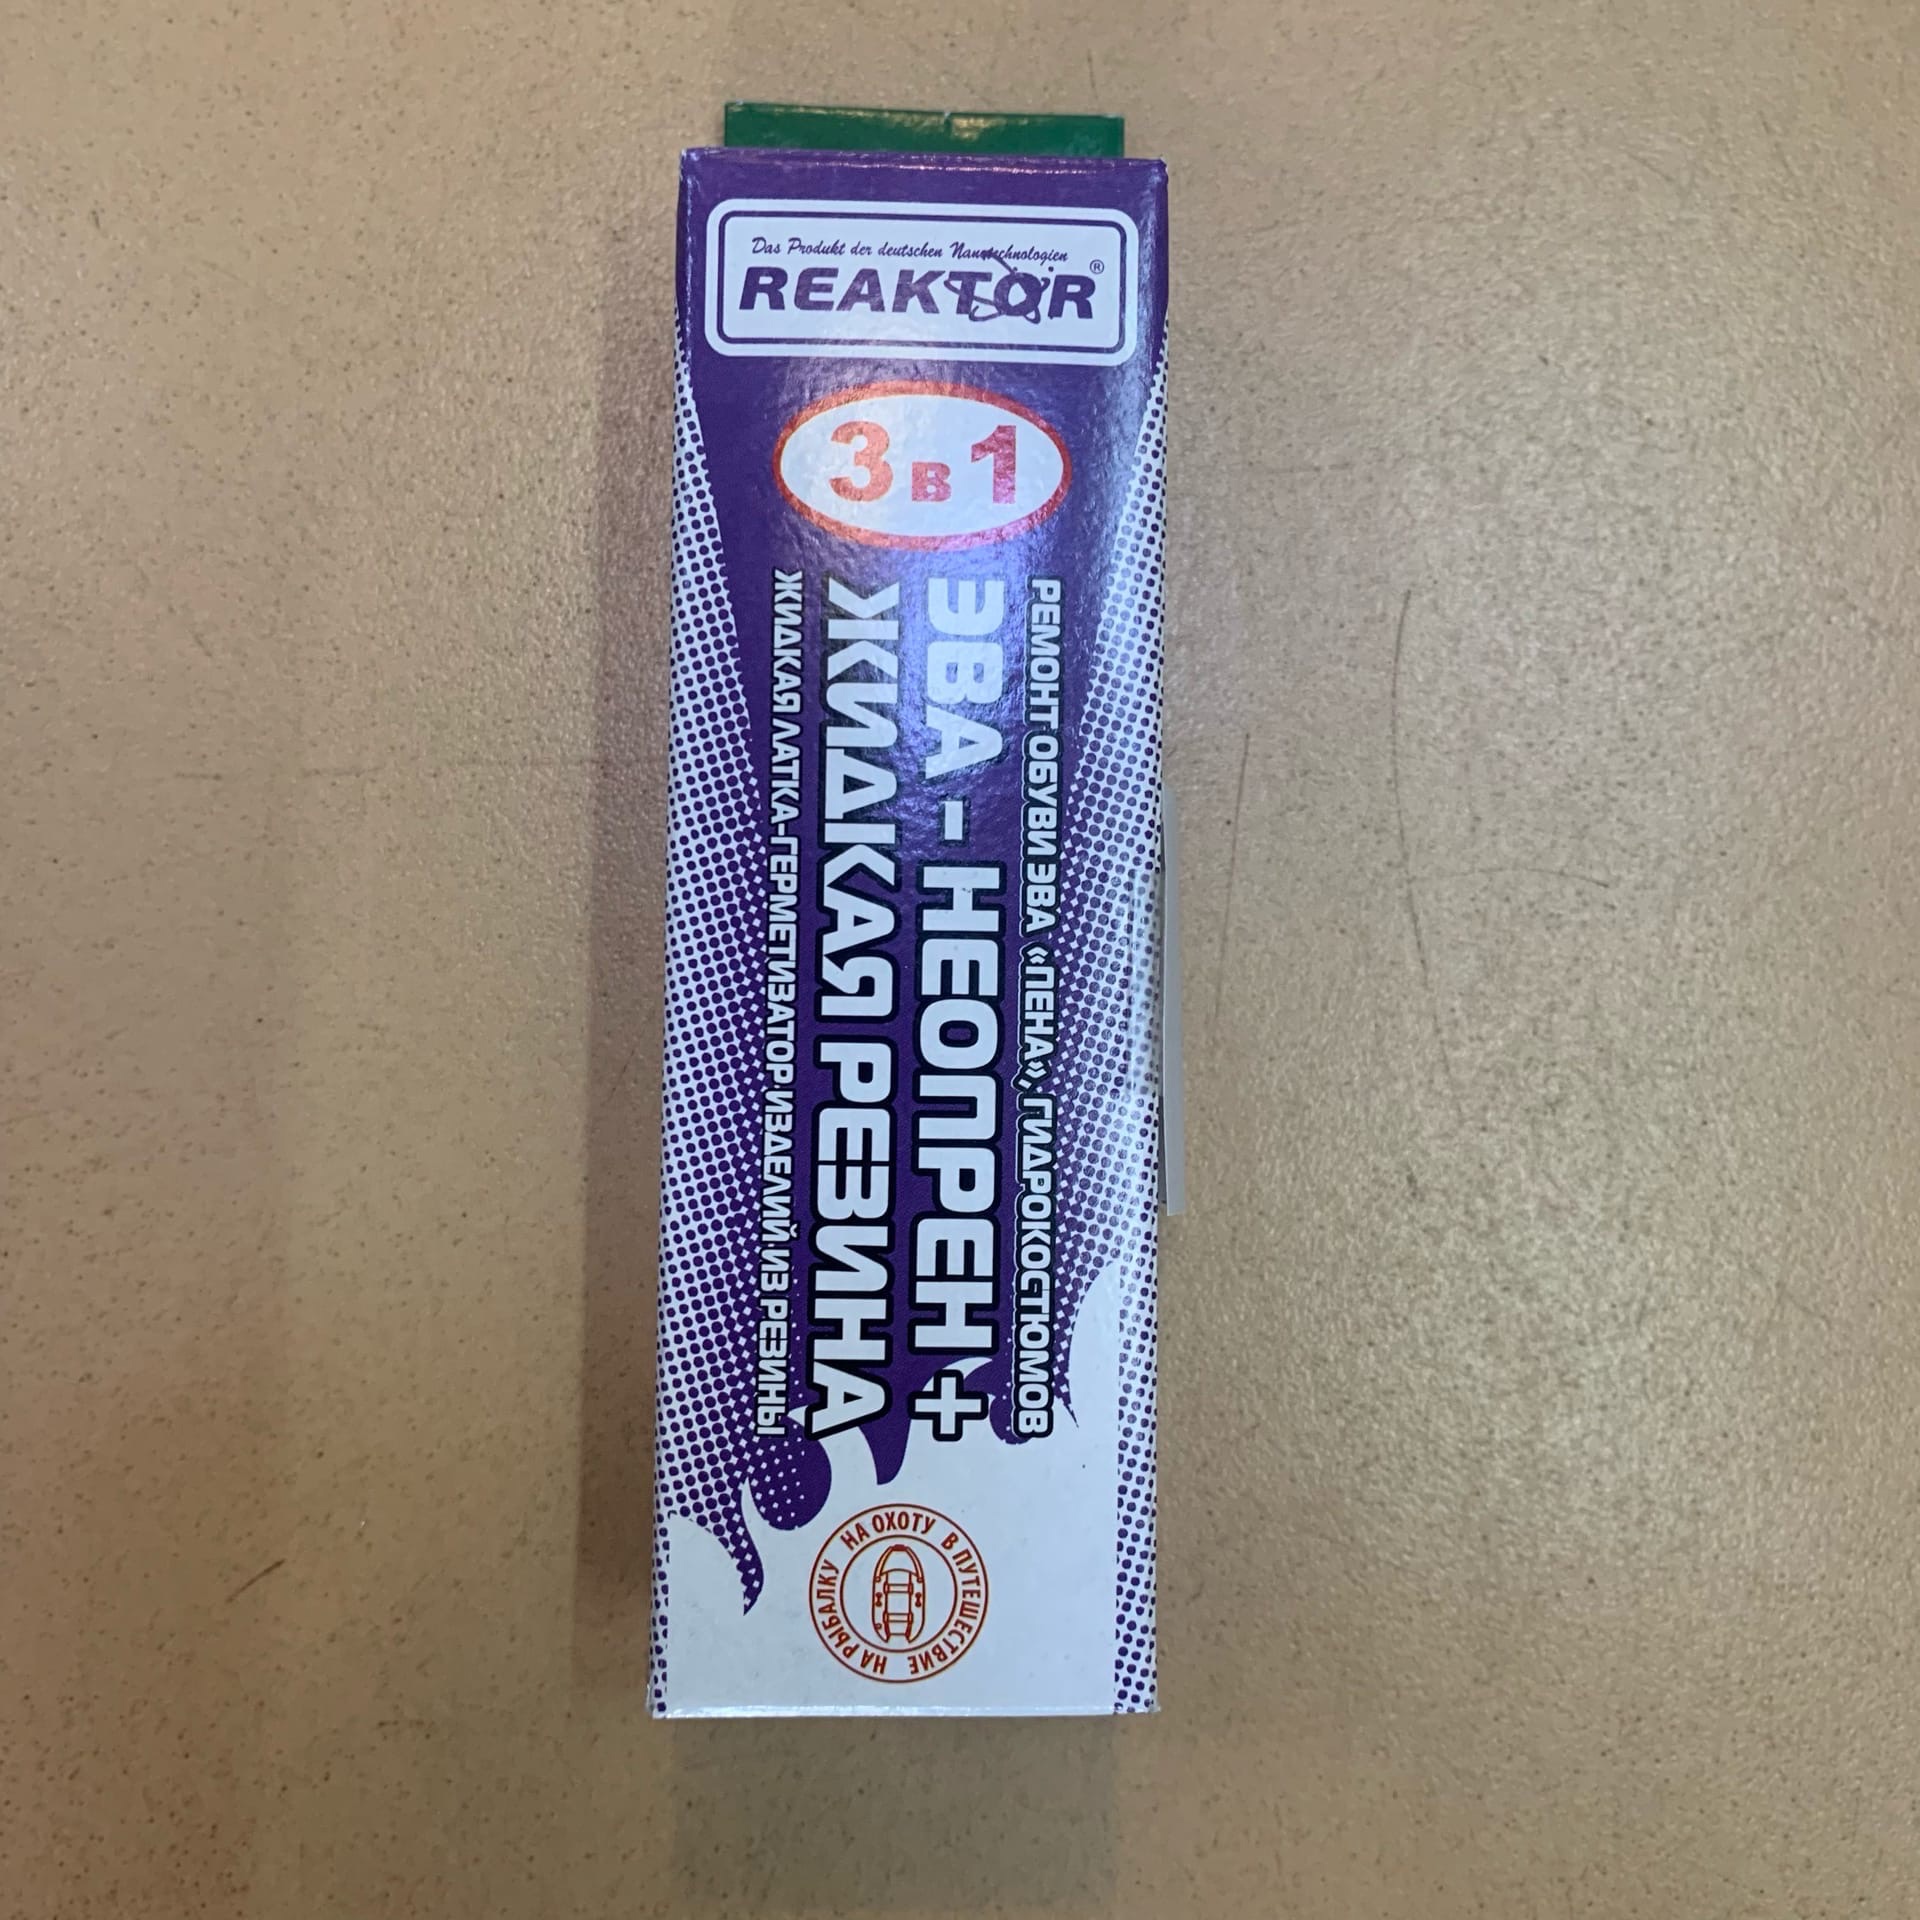 Das Produkt der deutschen Nanotechnologien
REAKTOR®
3 в 1
РЕМОНТ ОБУВИ ЭВА «ПЕНА», ГИДРОКОСТЮМОВ
ЭВА - НЕОПРЕН +
ЖИДКАЯ РЕЗИНА
ЖИДКАЯ ЛАТКА-ГЕРМЕТИЗАТОР ИЗДЕЛИЙ ИЗ РЕЗИНЫ
НА РЫБАЛКУ НА ОХОТУ В ПУТЕШЕСТВИЕ